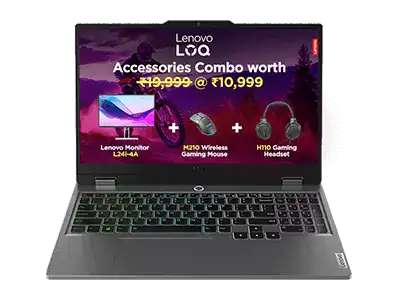 Lenovo
LOQ
Lenovo
Accessories Combo worth
₹19,999 @ ₹10,999
+
+
Lenovo Monitor
L24i-4A
M210 Wireless
Gaming Mouse
H110 Gaming
Headset